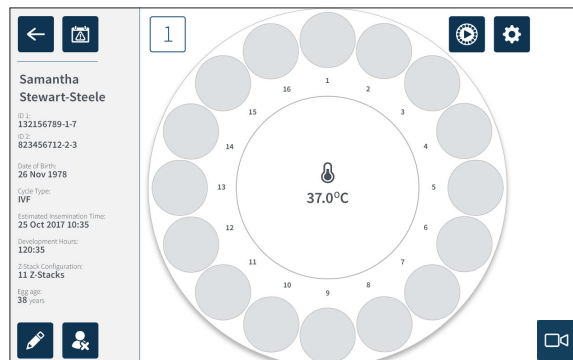 1
Samantha
Stewart-Steele
ID 1:
132156789-1-7
ID 2:
823456712-2-3
Date of Birth:
26 Nov 1978
Cycle Type:
IVF
Estimated Insemination Time:
25 Oct 2017 10:35
Development Hours:
120:35
Z-Stack Configuration:
11 Z-Stacks
Egg age:
38 years
1
2
3
4
5
6
7
8
9
10
11
12
13
14
15
16
37.0°C